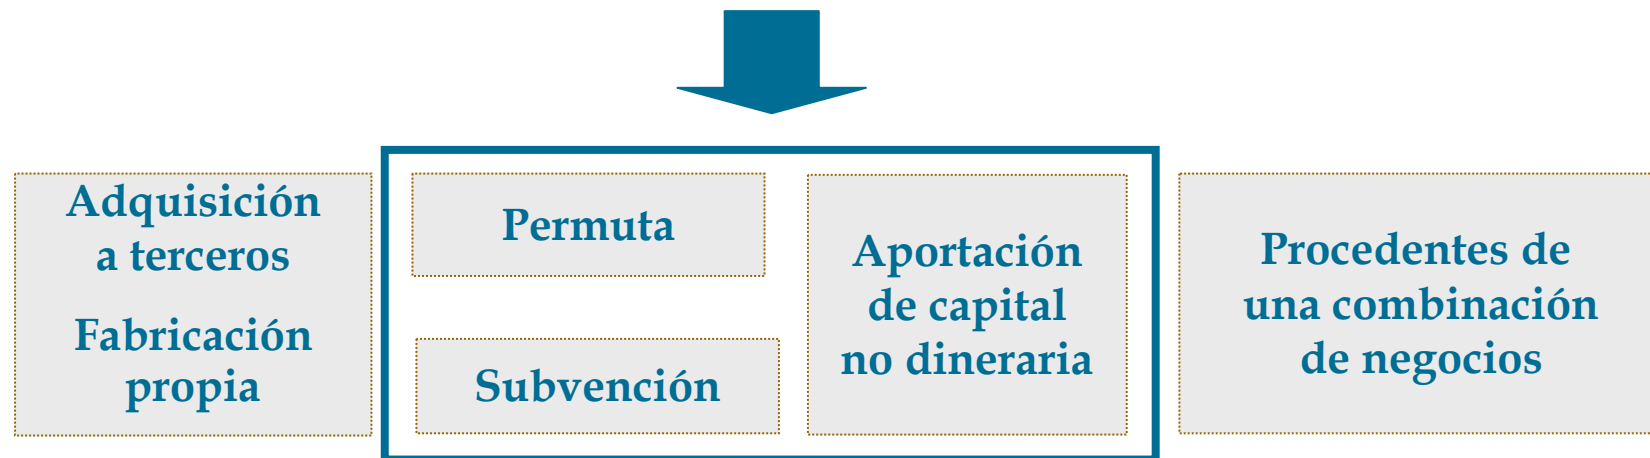 Adquisición
a terceros
Fabricación
propia
Permuta
Subvención
Aportación
de capital
no dineraria
Procedentes de
una combinación
de negocios